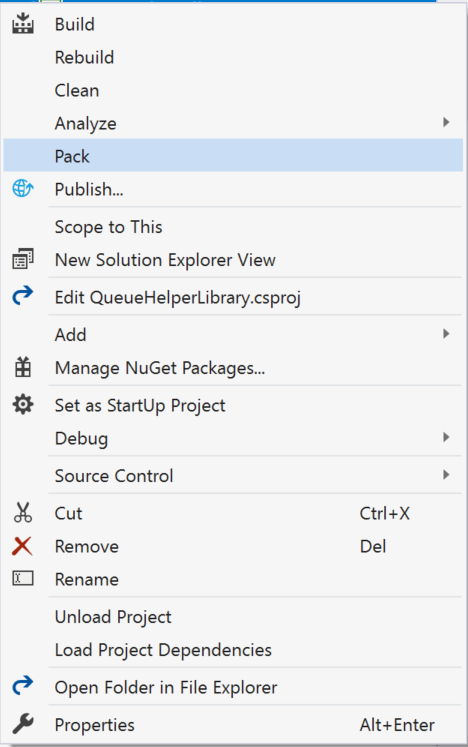 Build
Rebuild
Clean
Analyze
Pack
Publish...
Scope to This
New Solution Explorer View
Edit QueueHelperLibrary.csproj
Add
Manage NuGet Packages...
Set as StartUp Project
Debug
Source Control
Cut Ctrl+X
Remove Del
Rename
Unload Project
Load Project Dependencies
Open Folder in File Explorer
Properties Alt+Enter